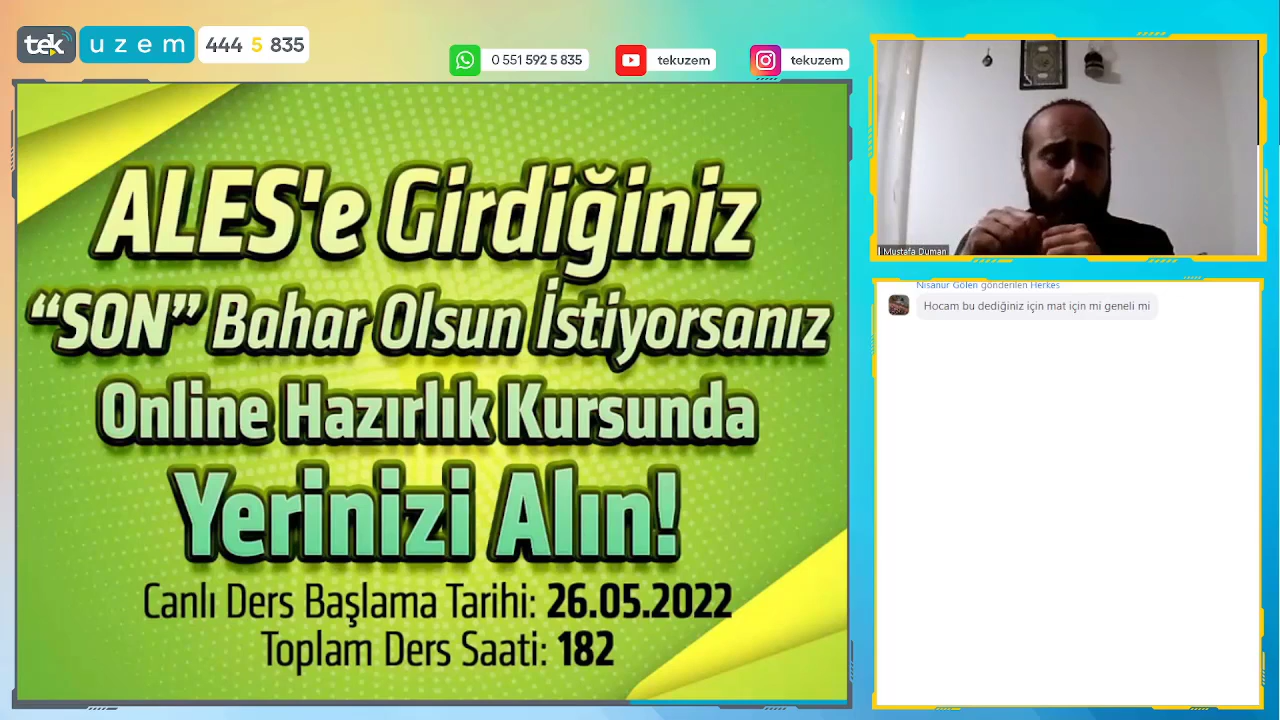 tek
uzem
444 5 835
0 551 592 5 835
tekuzem
tekuzem
ALES'e Girdiğiniz
“SON” Bahar Olsun İstiyorsanız
Online Hazırlık Kursunda
Yerinizi Alın!
Canlı Ders Başlama Tarihi: 26.05.2022
Toplam Ders Saati: 182
Mustafa Duman
Nisanur Gölen gönderilen Herkes
Hocam bu dediğiniz için mat için mi geneli mi